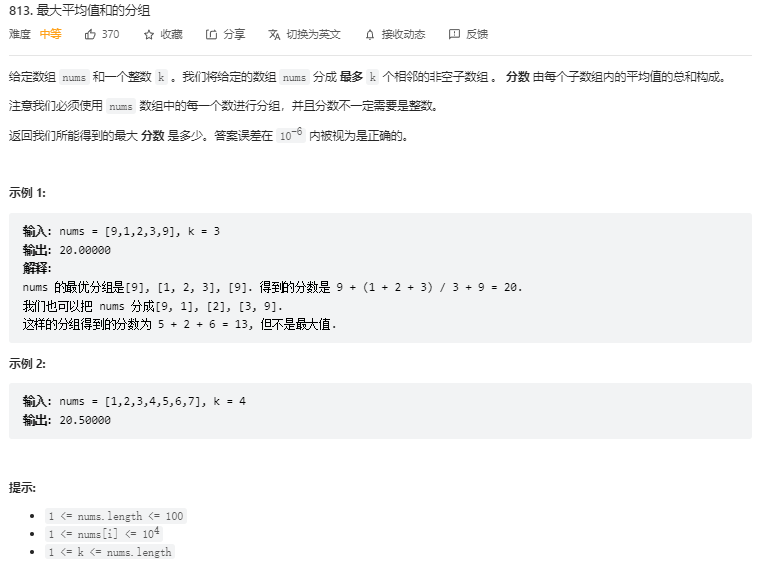 813. 最大平均值和的分组
难度 中等 370 收藏 分享 切换为英文 接收动态 反馈
给定数组 nums 和一个整数 k 。我们将给定的数组 nums 分成 最多 k 个相邻的非空子数组 。 分数 由每个子数组内的平均值的总和构成。
注意我们必须使用 nums 数组中的每一个数进行分组，并且分数不一定需要是整数。
返回我们所能得到的最大 分数 是多少。答案误差在 10⁻⁶ 内被视为是正确的。
示例 1:
输入: nums = [9,1,2,3,9], k = 3
输出: 20.00000
解释:
nums 的最优分组是[9], [1, 2, 3], [9]. 得到的分数是 9 + (1 + 2 + 3) / 3 + 9 = 20.
我们也可以把 nums 分成[9, 1], [2], [3, 9].
这样的分组得到的分数为 5 + 2 + 6 = 13, 但不是最大值.
示例 2:
输入: nums = [1,2,3,4,5,6,7], k = 4
输出: 20.50000
提示:
1 <= nums.length <= 100
1 <= nums[i] <= 10⁴
1 <= k <= nums.length